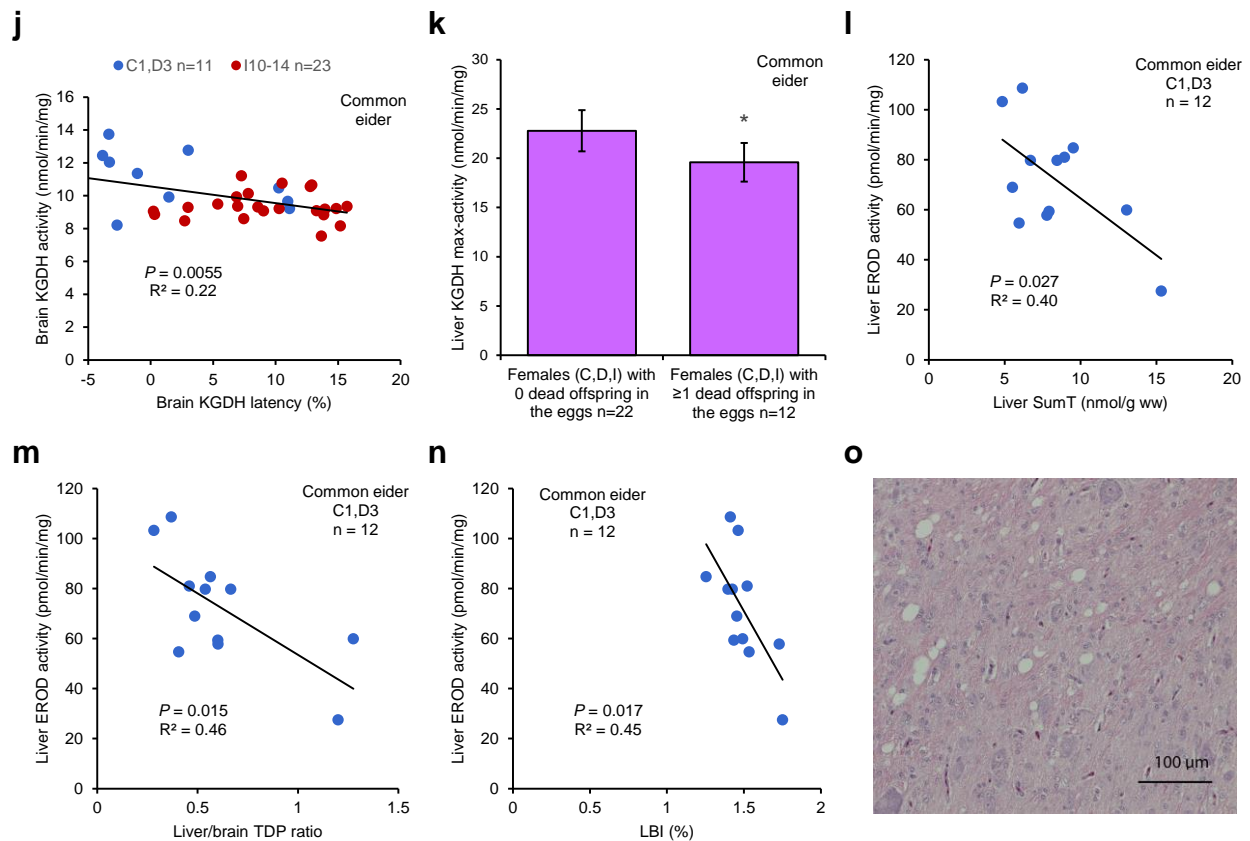 j
C1,D3 n=11
I10-14 n=23
Common
eider
Brain KGDH activity (nmol/min/mg)
16
14
12
10
8
6
4
2
0
P = 0.0055
R² = 0.22
-5
0
5
10
15
20
Brain KGDH latency (%)
k
Common
eider
Liver KGDH max-activity (nmol/min/mg)
30
25
20
15
10
5
0
*
Females (C,D,I) with
0 dead offspring in
the eggs n=22
Females (C,D,I) with
≥1 dead offspring in
the eggs n=12
l
Common eider
C1,D3
n = 12
Liver EROD activity (pmol/min/mg)
120
100
80
60
40
20
0
P = 0.027
R² = 0.40
0
5
10
15
20
Liver SumT (nmol/g ww)
m
Common eider
C1,D3
n = 12
Liver EROD activity (pmol/min/mg)
120
100
80
60
40
20
0
P = 0.015
R² = 0.46
0
0.5
1
1.5
Liver/brain TDP ratio
n
Common eider
C1,D3
n = 12
Liver EROD activity (pmol/min/mg)
120
100
80
60
40
20
0
P = 0.017
R² = 0.45
0
0.5
1
1.5
2
LBI (%)
o
100 µm